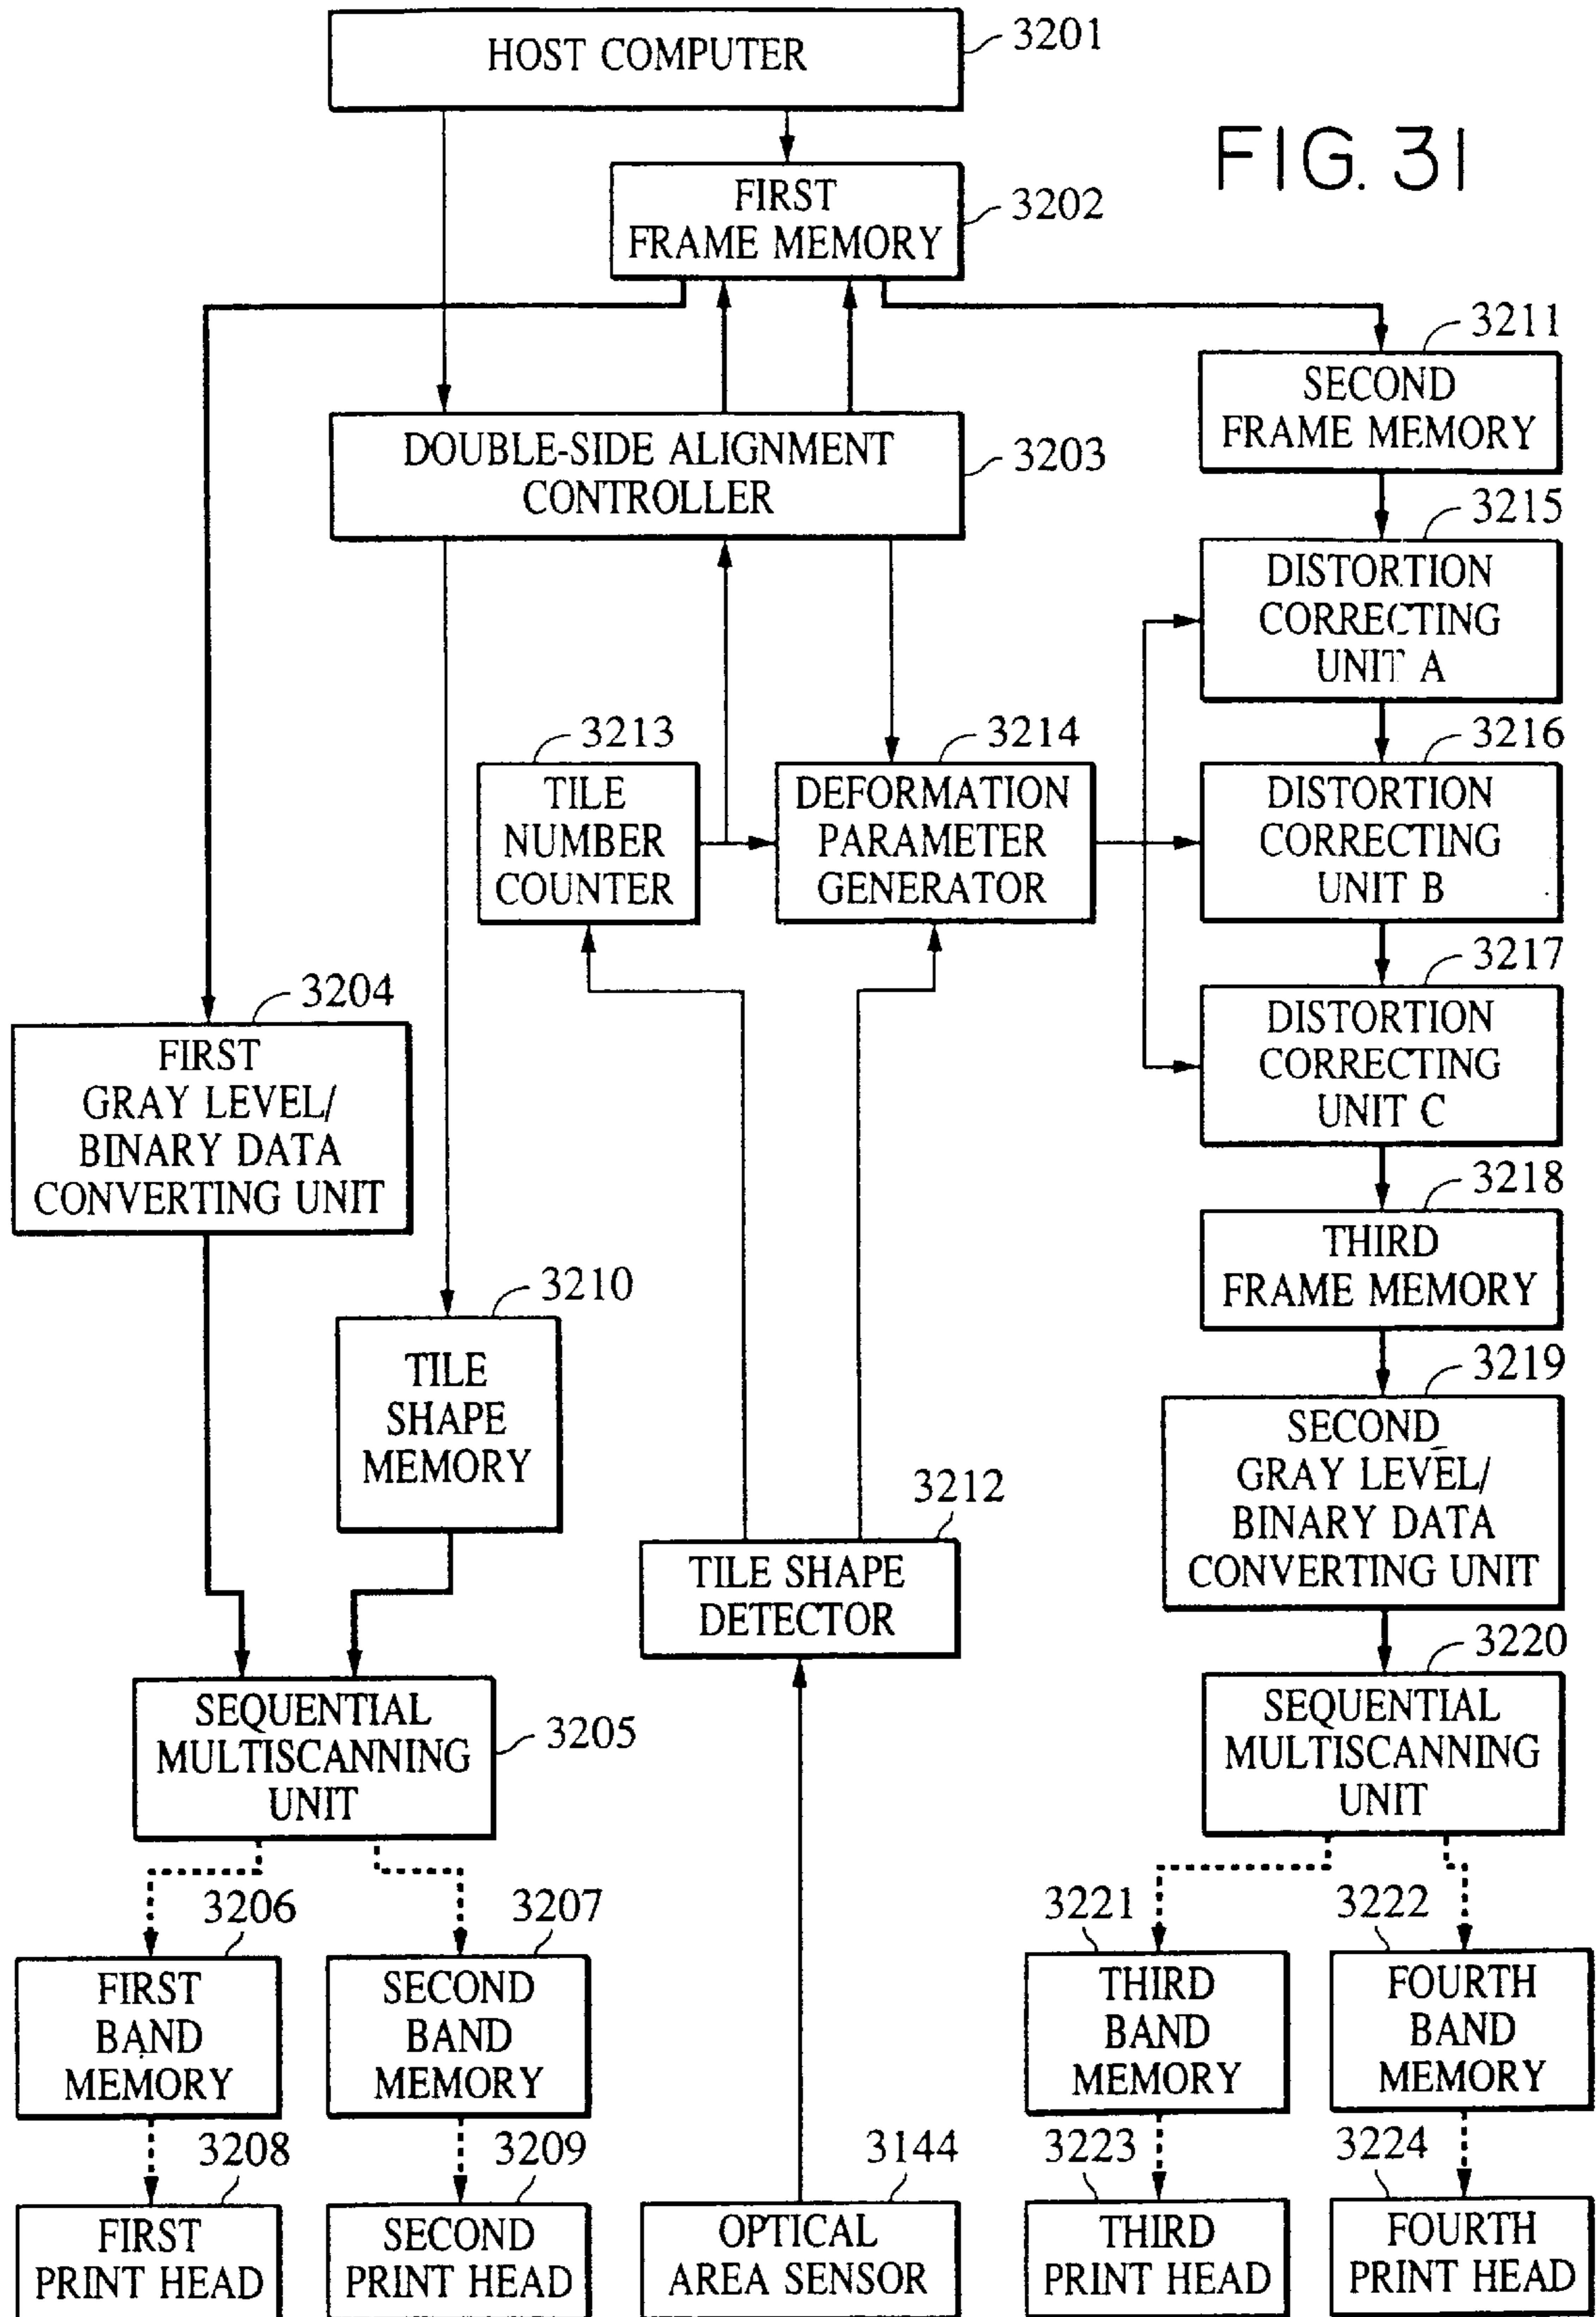 HOST COMPUTER
3201
FIG. 31
FIRST
FRAME MEMORY
3202
3211
SECOND
FRAME MEMORY
DOUBLE-SIDE ALIGNMENT
CONTROLLER
3203
3215
DISTORTION
CORRECTING
UNIT A
3213
TILE
NUMBER
COUNTER
3214
DEFORMATION
PARAMETER
GENERATOR
3216
DISTORTION
CORRECTING
UNIT B
3217
DISTORTION
CORRECTING
UNIT C
3204
FIRST
GRAY LEVEL/
BINARY DATA
CONVERTING UNIT
3218
THIRD
FRAME MEMORY
3210
TILE
SHAPE
MEMORY
3219
SECOND
GRAY LEVEL/
BINARY DATA
CONVERTING UNIT
3212
TILE SHAPE
DETECTOR
SEQUENTIAL
MULTISCANNING
UNIT
3205
3220
SEQUENTIAL
MULTISCANNING
UNIT
3206
FIRST
BAND
MEMORY
3207
SECOND
BAND
MEMORY
3221
THIRD
BAND
MEMORY
3222
FOURTH
BAND
MEMORY
3208
FIRST
PRINT HEAD
3209
SECOND
PRINT HEAD
3144
OPTICAL
AREA SENSOR
3223
THIRD
PRINT HEAD
3224
FOURTH
PRINT HEAD